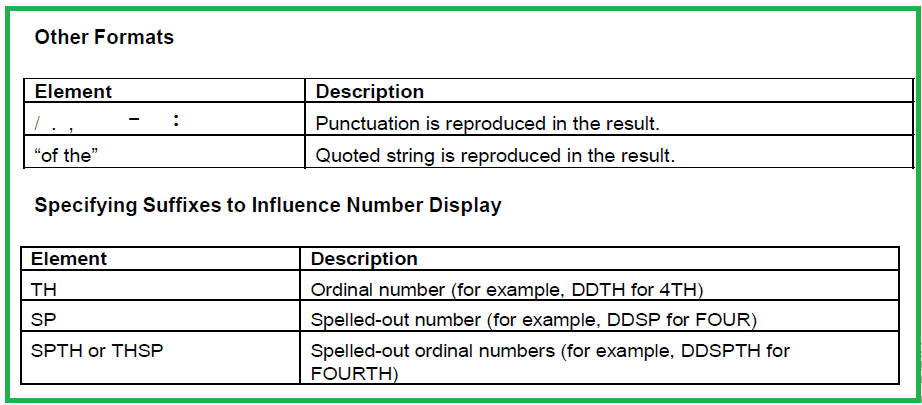 Other Formats
Element Description
/ . , – : Punctuation is reproduced in the result.
“of the” Quoted string is reproduced in the result.
Specifying Suffixes to Influence Number Display
Element Description
TH Ordinal number (for example, DDTH for 4TH)
SP Spelled-out number (for example, DDSP for FOUR)
SPTH or THSP Spelled-out ordinal numbers (for example, DDSPTH for
FOURTH)